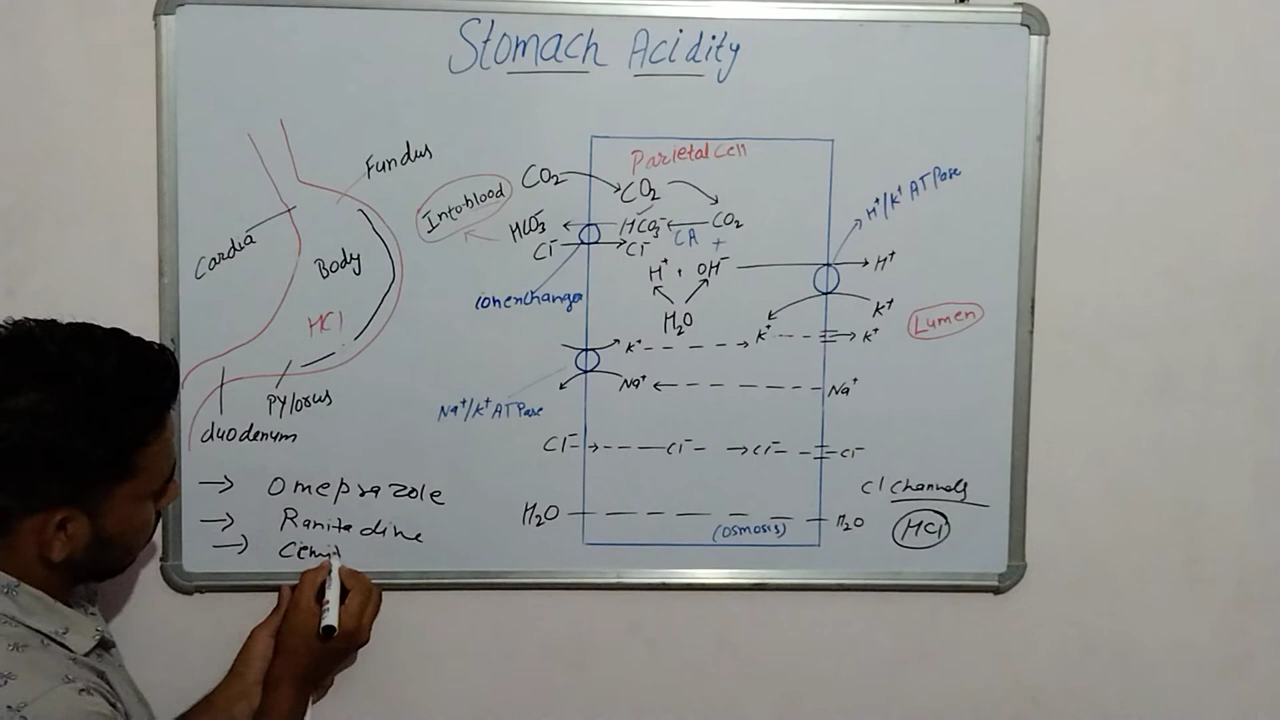 Stomach Acidity
Fundus
Cardia
Body
HCl
Pylorus
duodenum
→ Omeprazole
→ Ranitadine
→ Cemi
Parietal Cell
Into blood
CO₂
CO₂
CO₂
HCO₃⁻
HCO₃⁻
CA
+
Cl⁻
Cl⁻
H⁺ + OH⁻
H₂O
ionexchanger
H⁺/K⁺ ATPase
H⁺
K⁺
K⁺
K⁺
Lumen
K⁺
Na⁺
Na⁺
Na⁺/K⁺ ATPase
Cl⁻
Cl⁻
Cl⁻
Cl⁻
Cl Channels
HCl
H₂O
(Osmosis)
H₂O